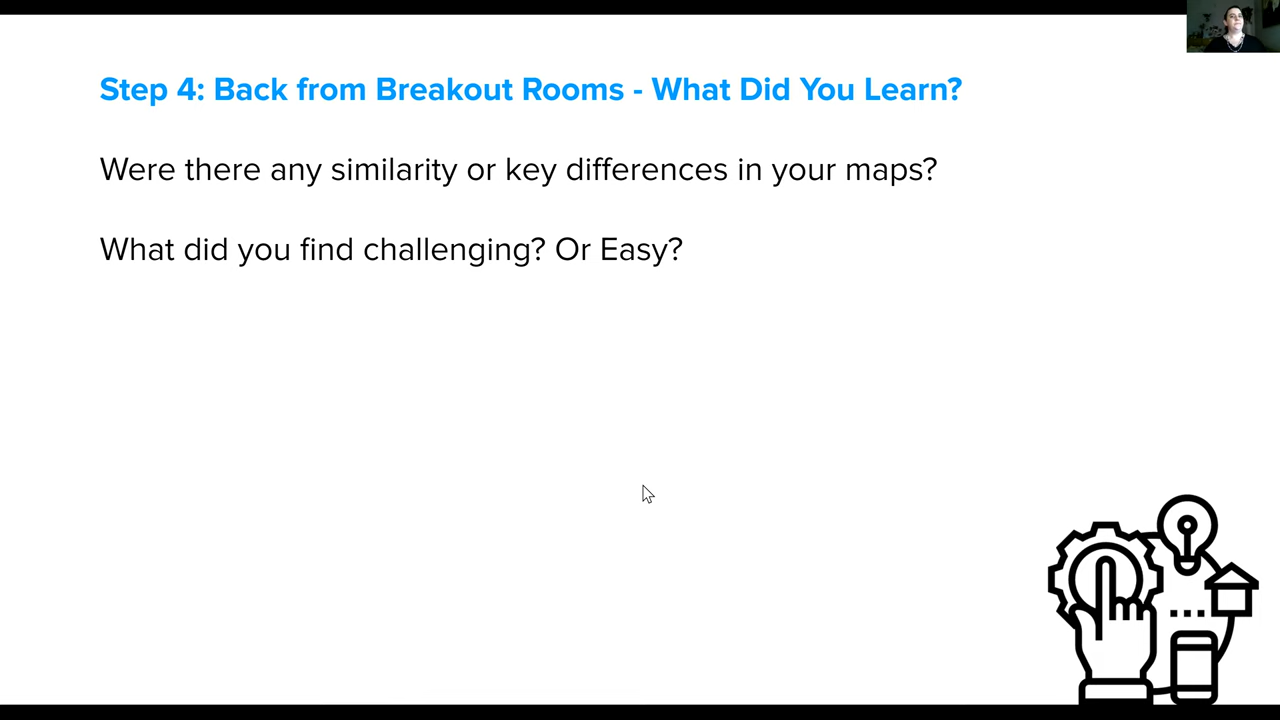 Step 4: Back from Breakout Rooms - What Did You Learn?
Were there any similarity or key differences in your maps?
What did you find challenging? Or Easy?